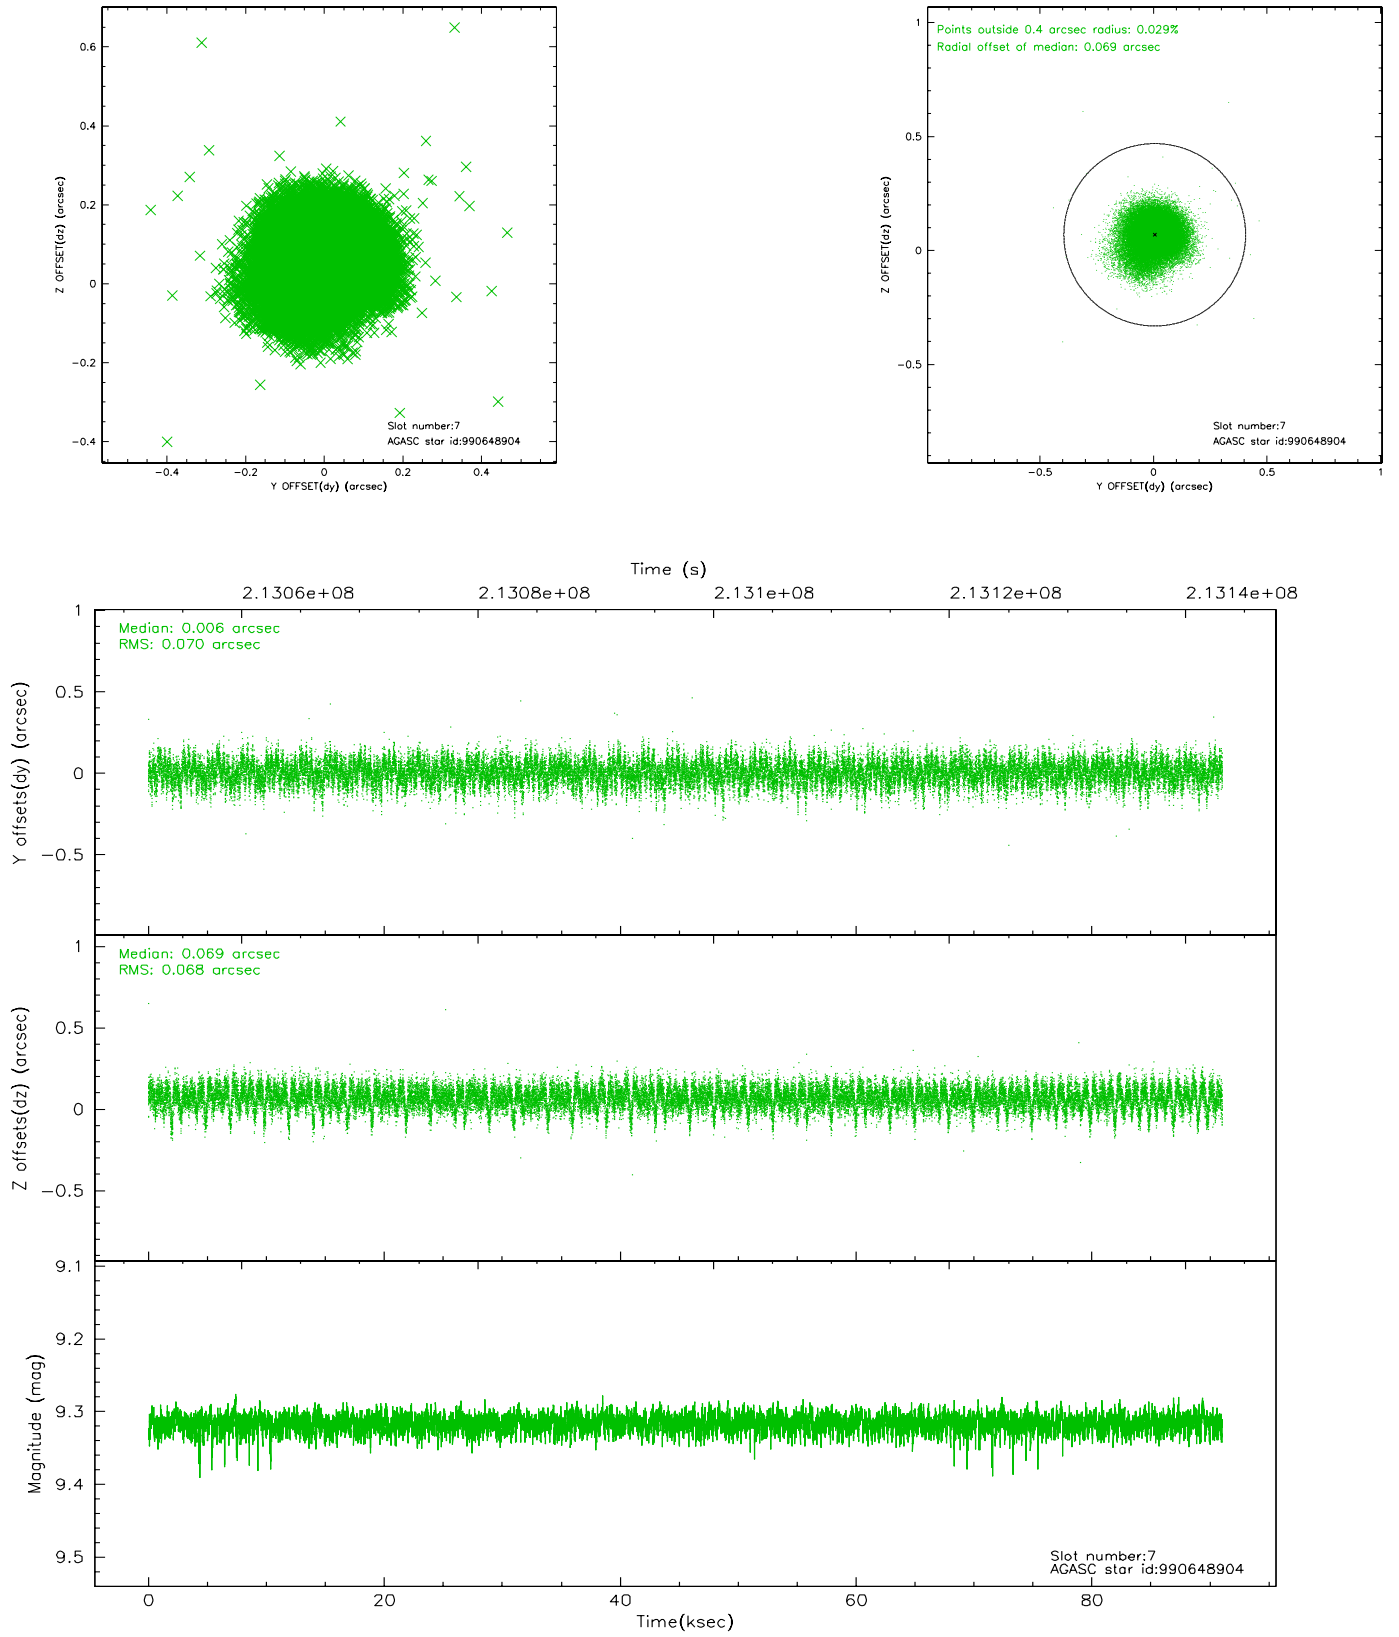 0.6
0.4
0.2
0
−0.2
−0.4
−0.4
−0.2
0
0.2
0.4
Z OFFSET(dz) (arcsec)
Y OFFSET(dy) (arcsec)
Slot number:7
AGASC star id:990648904
Points outside 0.4 arcsec radius: 0.029%
Radial offset of median: 0.069 arcsec
1
0.5
0
−0.5
−0.5
0
0.5
1
Z OFFSET(dz) (arcsec)
Y OFFSET(dy) (arcsec)
Slot number:7
AGASC star id:990648904
Time (s)
2.1306e+08
2.1308e+08
2.131e+08
2.1312e+08
2.1314e+08
Median: 0.006 arcsec
RMS: 0.070 arcsec
1
0.5
0
−0.5
Y offsets(dy) (arcsec)
Median: 0.069 arcsec
RMS: 0.068 arcsec
1
0.5
0
−0.5
Z offsets(dz) (arcsec)
9.1
9.2
9.3
9.4
9.5
Magnitude (mag)
Slot number:7
AGASC star id:990648904
0
20
40
60
80
Time(ksec)